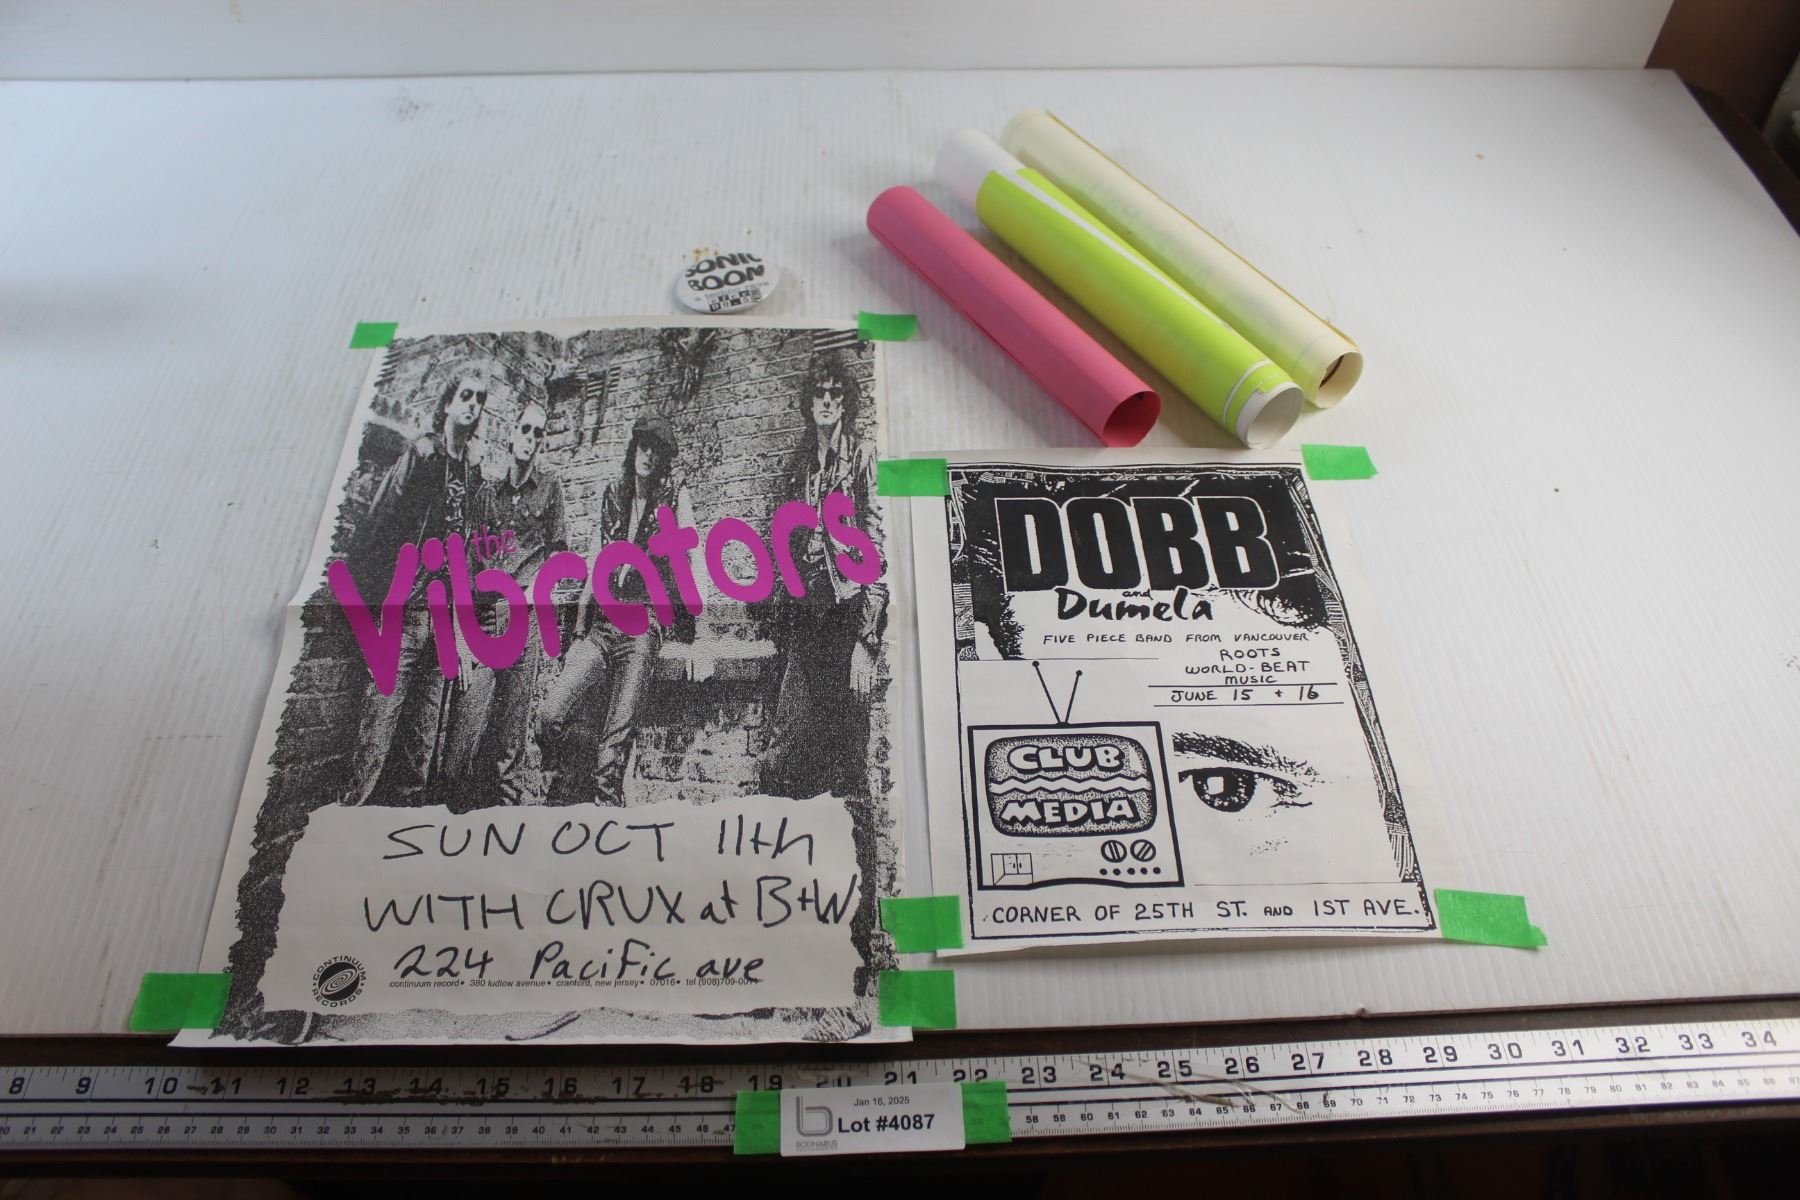 SONIC
BOOM
the
Vibrators
SUN OCT 11th
WITH CRUX at B+W
224 Pacific ave
CONTINUUM RECORDS
continuum record • 380 ludlow avenue • cranford, new jersey • 07016 • tel (908)709-0011
DOBB
and
Dumela
FIVE PIECE BAND FROM VANCOUVER
ROOTS
WORLD-BEAT
MUSIC
JUNE 15 + 16
CLUB
MEDIA
CORNER OF 25TH ST. AND 1ST AVE.
8 9 10 11 12 13 14 15 16 17 18 19 20 21 22 23 24 25 26 27 28 29 30 31 32 33 34
Jan 16, 2025
Lot #4087
BODNARUS